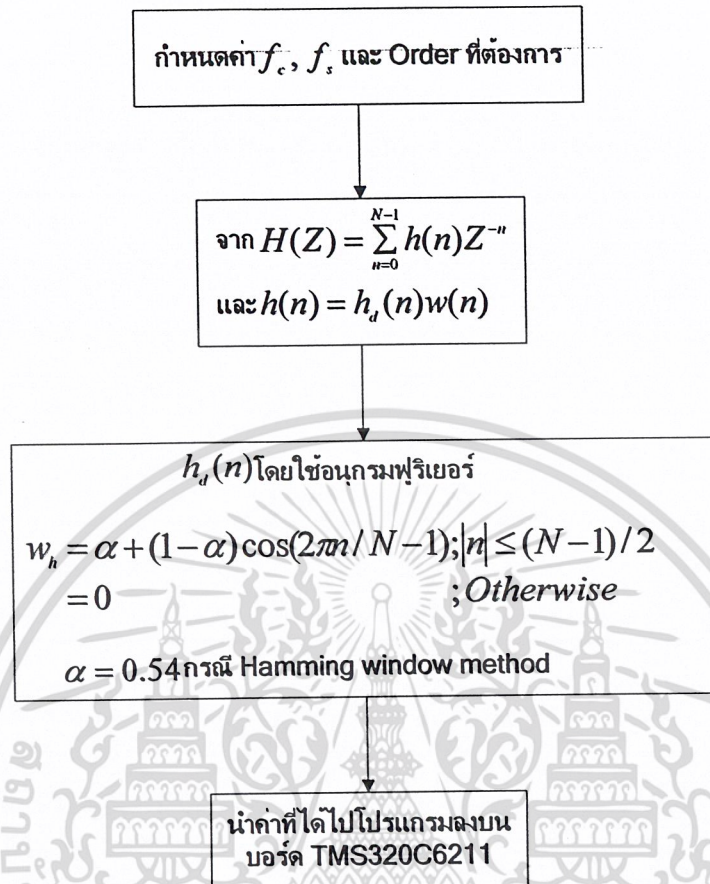 กำหนดค่า f_c, f_s และ Order ที่ต้องการ
จาก H(Z) = \sum_{n=0}^{N-1} h(n)Z^{-n}
และ h(n) = h_d(n)w(n)
h_d(n) โดยใช้อนุกรมฟูริเยอร์
w_h = α + (1-α)cos(2πn/N-1);|n| ≤ (N-1)/2
=0 ;Otherwise
α = 0.54 กรณี Hamming window method
นำค่าที่ได้ไปโปรแกรมลงบน
บอร์ด TMS320C6211